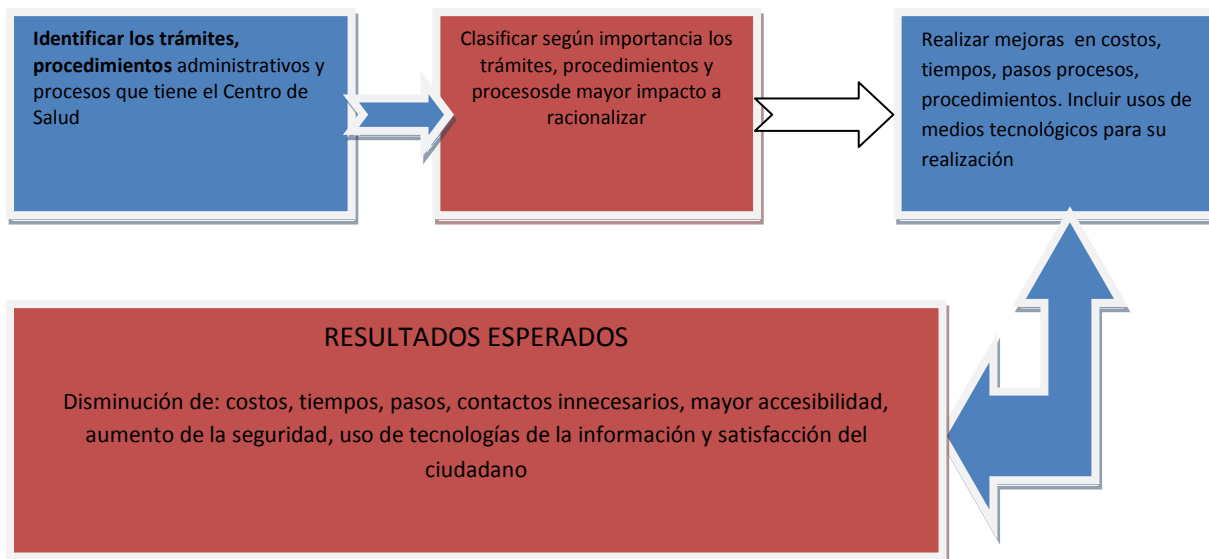 Identificar los trámites,
procedimientos administrativos y
procesos que tiene el Centro de
Salud
Clasificar según importancia los
trámites, procedimientos y
procesosde mayor impacto a
racionalizar
Realizar mejoras en costos,
tiempos, pasos procesos,
procedimientos. Incluir usos de
medios tecnológicos para su
realización
RESULTADOS ESPERADOS
Disminución de: costos, tiempos, pasos, contactos innecesarios, mayor accesibilidad,
aumento de la seguridad, uso de tecnologías de la información y satisfacción del
ciudadano